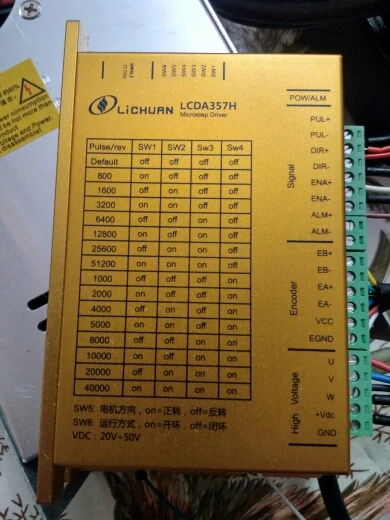 SW6
SW5
SW4
SW3
SW2
SW1
LiCHUAN LCDA357H
Microstep Driver
Pulse/rev SW1 SW2 Sw3 Sw4
Default off off off off
800 on off off off
1600 off on off off
3200 on on off off
6400 off off on off
12800 on off on off
25600 off on on off
51200 on on on off
1000 off off off on
2000 on off off on
4000 off on off on
5000 on on off on
8000 off off on on
10000 on off on on
20000 off on on on
40000 on on on on
SW5: 电机方向，on=正转，off=反转
SW6: 运行方式，on=开环，off=闭环
VDC: 20V~50V
POW/ALM
Signal
PUL+
PUL-
DIR+
DIR-
ENA+
ENA-
ALM+
ALM-
Encoder
EB+
EB-
EA+
EA-
VCC
EGND
High Voltage
U
V
W
+Vdc
GND